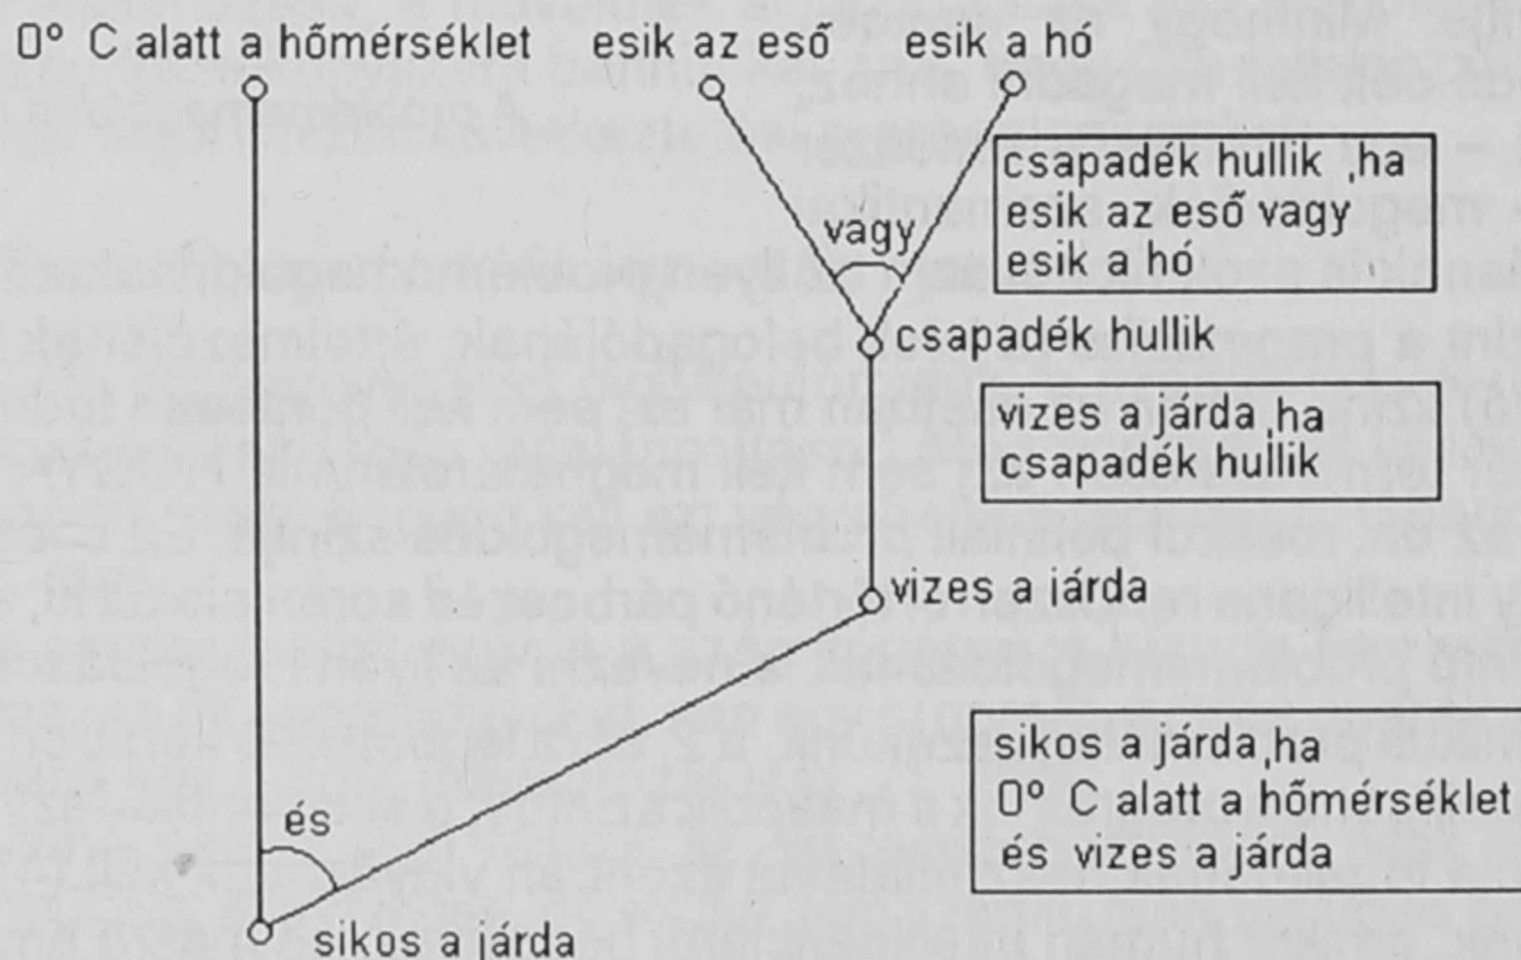 0° C alatt a hőmérséklet esik az eső esik a hó
csapadék hullik ,ha
esik az eső vagy
esik a hó
vagy
csapadék hullik
vizes a járda ,ha
csapadék hullik
vizes a járda
sikos a járda ,ha
0° C alatt a hőmérséklet
és vizes a járda
és
sikos a járda